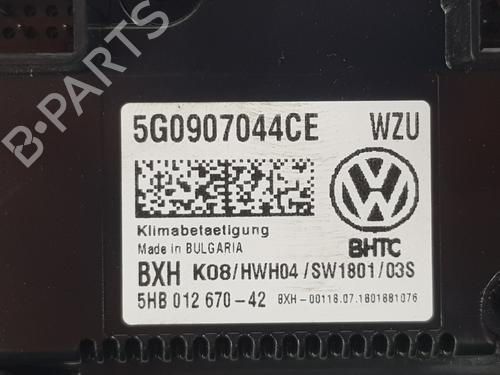 5G0907044CE WZU
Klimabetaetigung
Made in BULGARIA
BHTC
BXH K08/HWH04/SW1801/03S
5HB 012 670-42 BXH-00118.07.1801881076
B-Parts